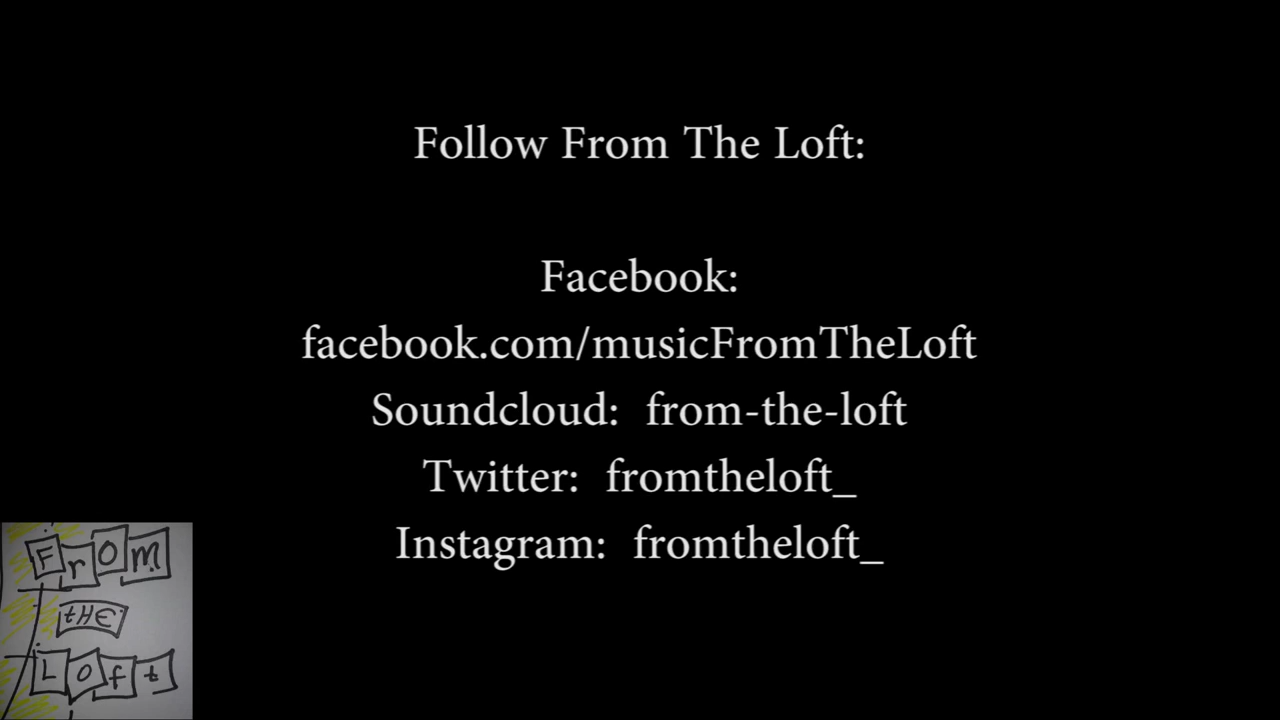 Follow From The Loft:
Facebook:
facebook.com/musicFromTheLoft
Soundcloud: from-the-loft
Twitter: fromtheloft_
Instagram: fromtheloft_
FrOm
tHE
LOft